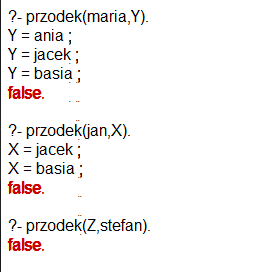 ?- przodek(maria,Y).
Y = ania ;
Y = jacek ;
Y = basia ;
false.
?- przodek(jan,X).
X = jacek ;
X = basia ;
false.
?- przodek(Z,stefan).
false.